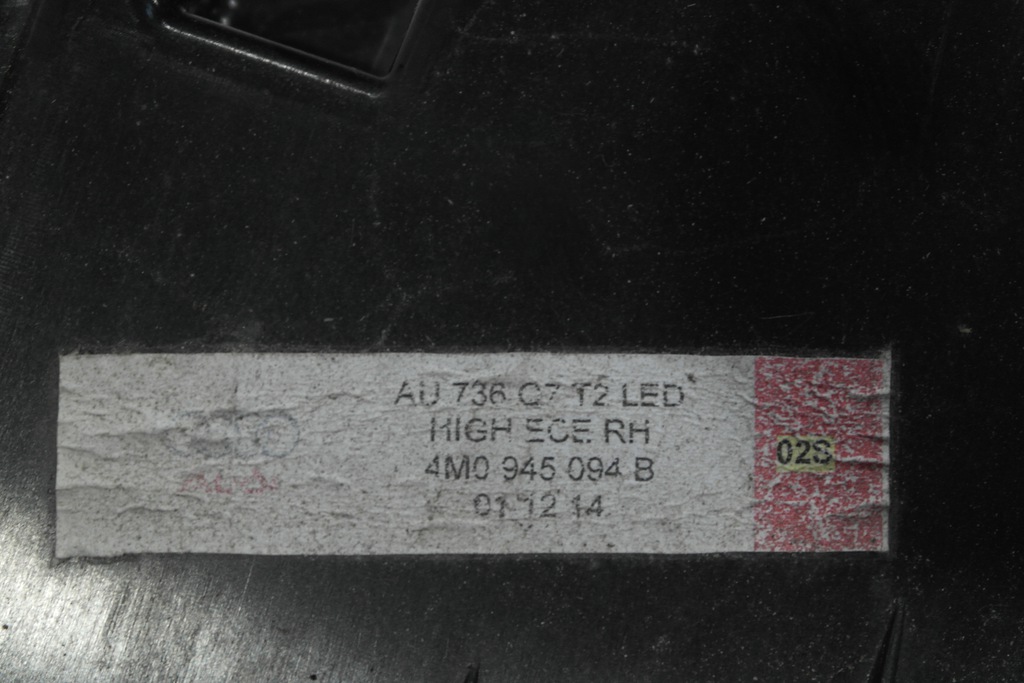 AU 736 Q7 T2 LED
HIGH ECE RH
4M0 945 094 B
01 12 14
02S